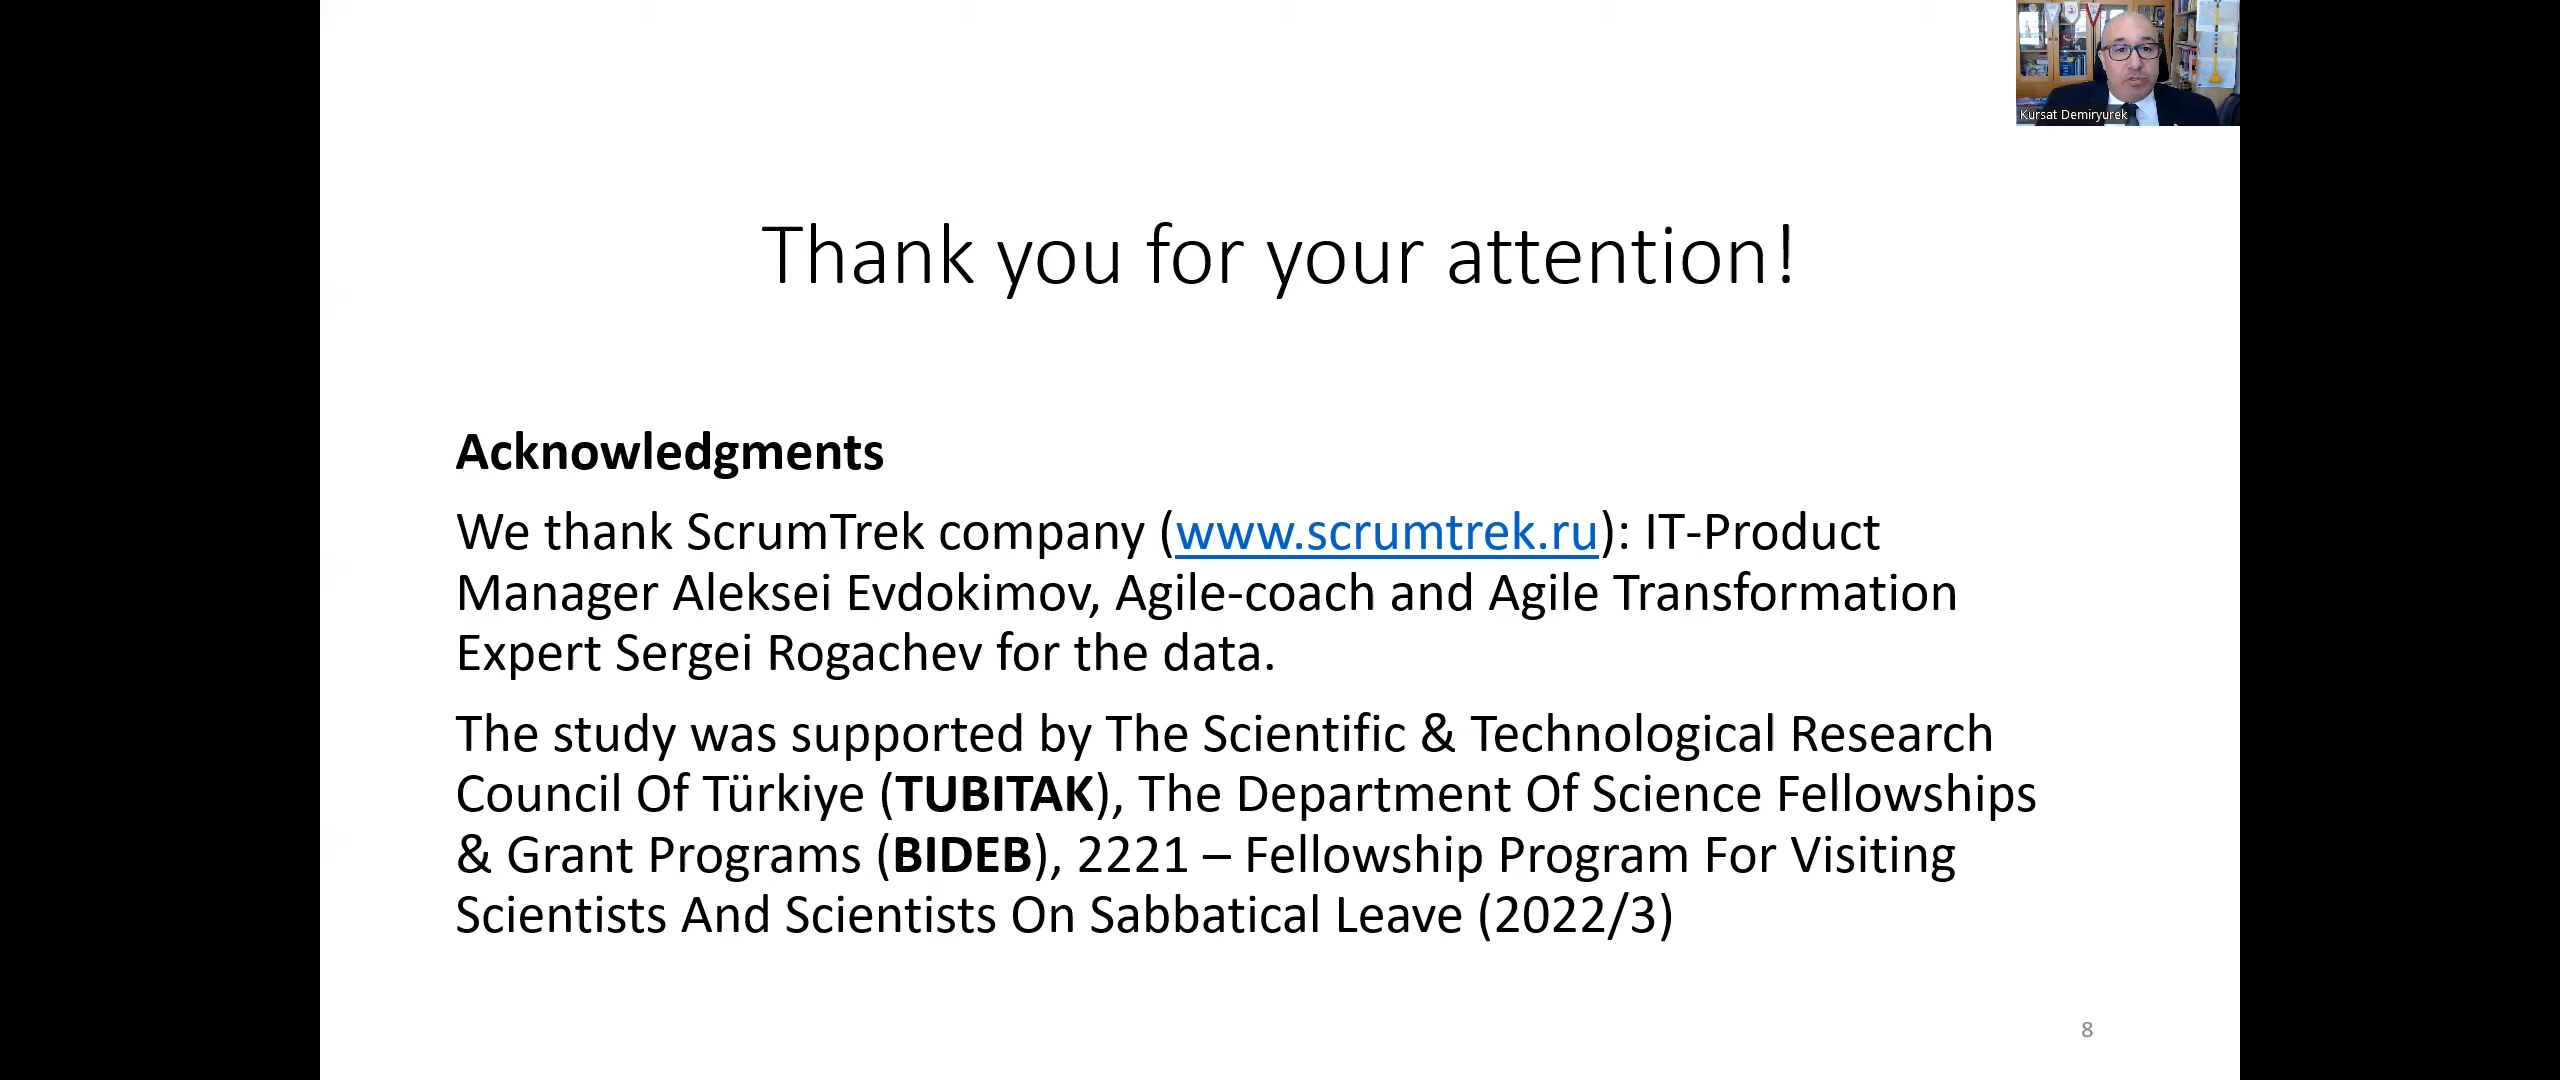 Kursat Demiryurek
Thank you for your attention!
Acknowledgments
We thank ScrumTrek company (www.scrumtrek.ru): IT-Product
Manager Aleksei Evdokimov, Agile-coach and Agile Transformation
Expert Sergei Rogachev for the data.
The study was supported by The Scientific & Technological Research
Council Of Türkiye (TUBITAK), The Department Of Science Fellowships
& Grant Programs (BIDEB), 2221 – Fellowship Program For Visiting
Scientists And Scientists On Sabbatical Leave (2022/3)
8